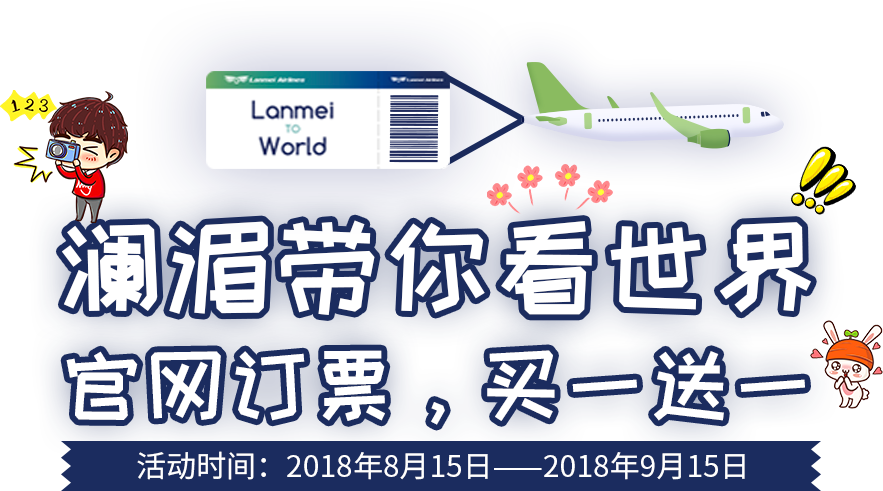 Lanmei Airlines
Lanmei Airlines
Lanmei
TO
World
123
澜湄带你看世界
官网订票，买一送一
活动时间：2018年8月15日——2018年9月15日